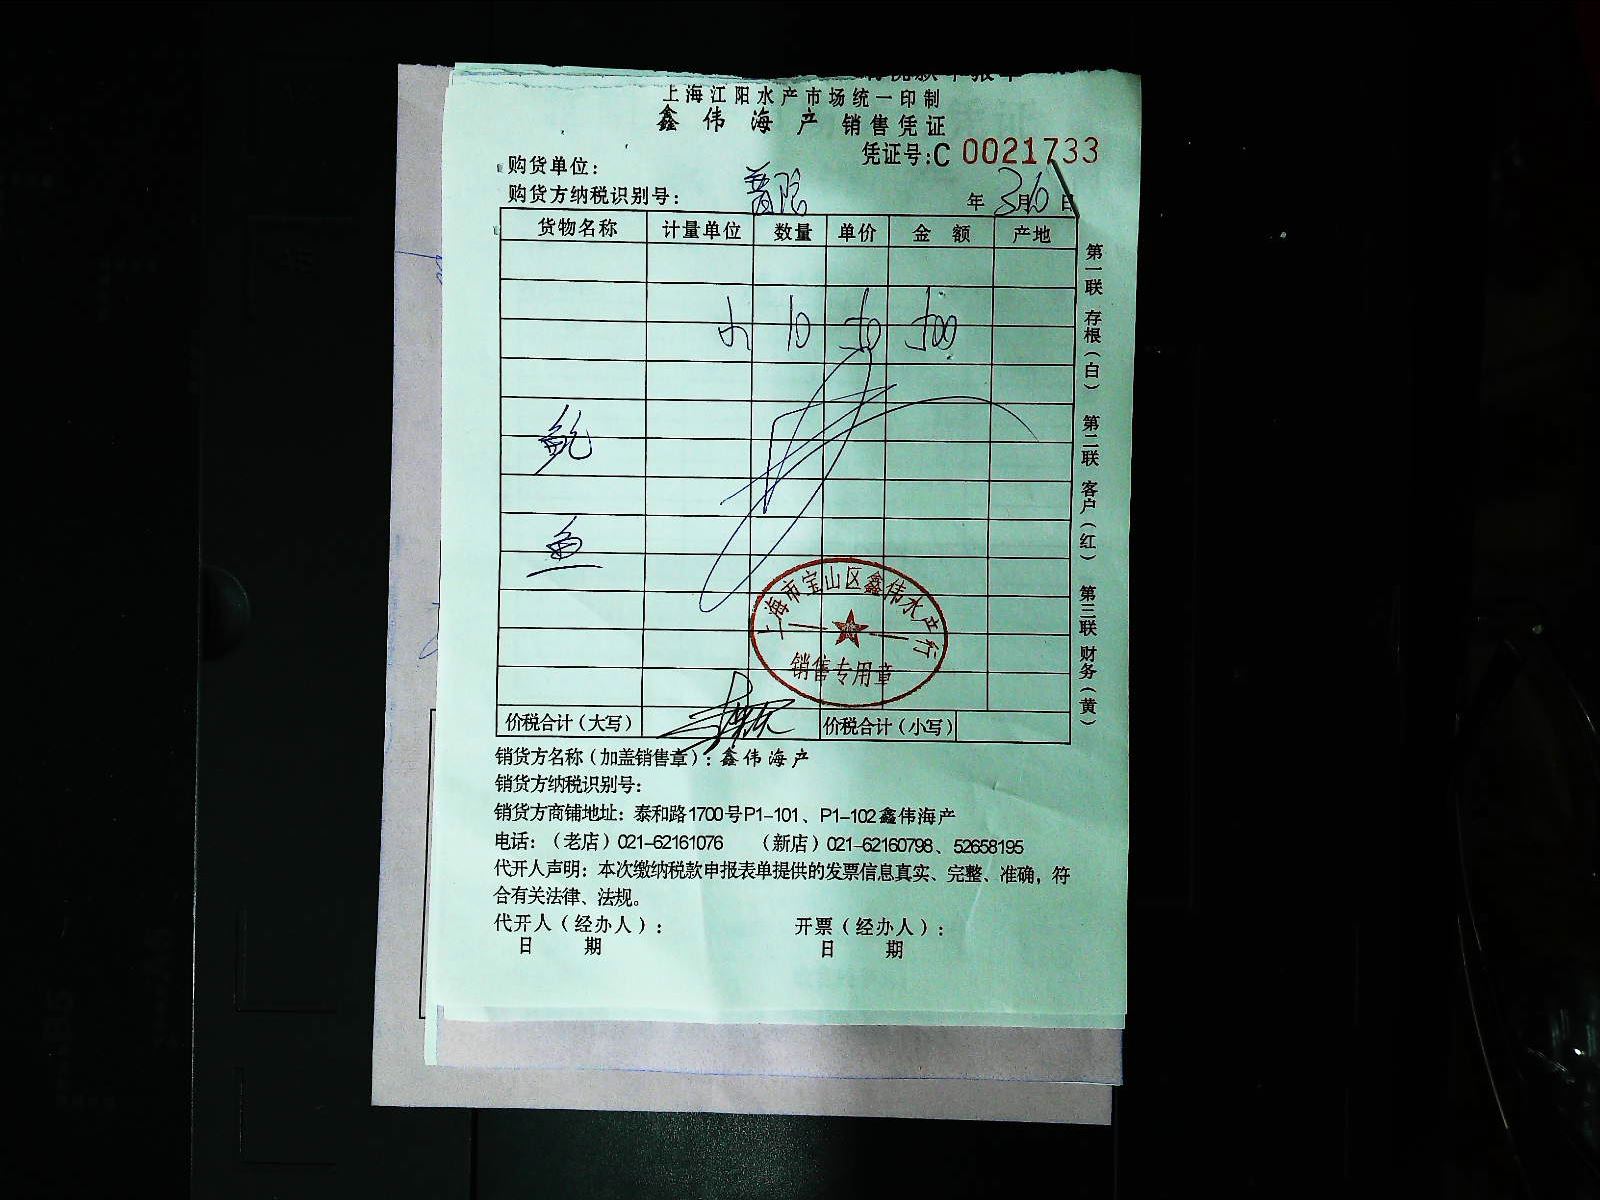 上海江阳水产市场统一印制
鑫伟海产 销售凭证
凭证号:C 0021733
购货单位:
购货方纳税识别号: 年 3月10日
货物名称 计量单位 数量 单价 金额 产地
10 50 500
鲍
鱼
上海市宝山区鑫伟水产行
销售专用章
价税合计(大写) 价税合计(小写)
销货方名称(加盖销售章):鑫伟海产
销货方纳税识别号:
销货方商铺地址:泰和路1700号P1-101、P1-102鑫伟海产
电话:(老店)021-62161076 (新店)021-62160798、52658195
代开人声明:本次缴纳税款申报表单提供的发票信息真实、完整、准确,符
合有关法律、法规。
代开人(经办人): 开票(经办人):
日 期 日 期
第一联 存根(白) 第二联 客户(红) 第三联 财务(黄)